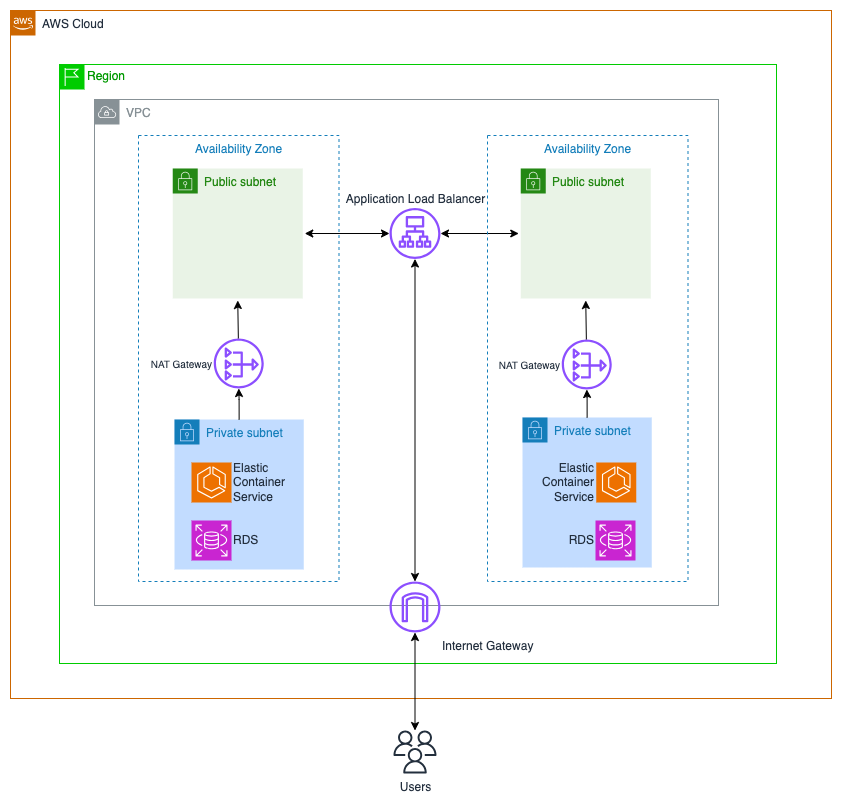 aws
AWS Cloud
Region
VPC
Availability Zone
Availability Zone
Public subnet
Public subnet
Application Load Balancer
NAT Gateway
NAT Gateway
Private subnet
Private subnet
Elastic
Container
Service
Elastic
Container
Service
RDS
RDS
Internet Gateway
Users